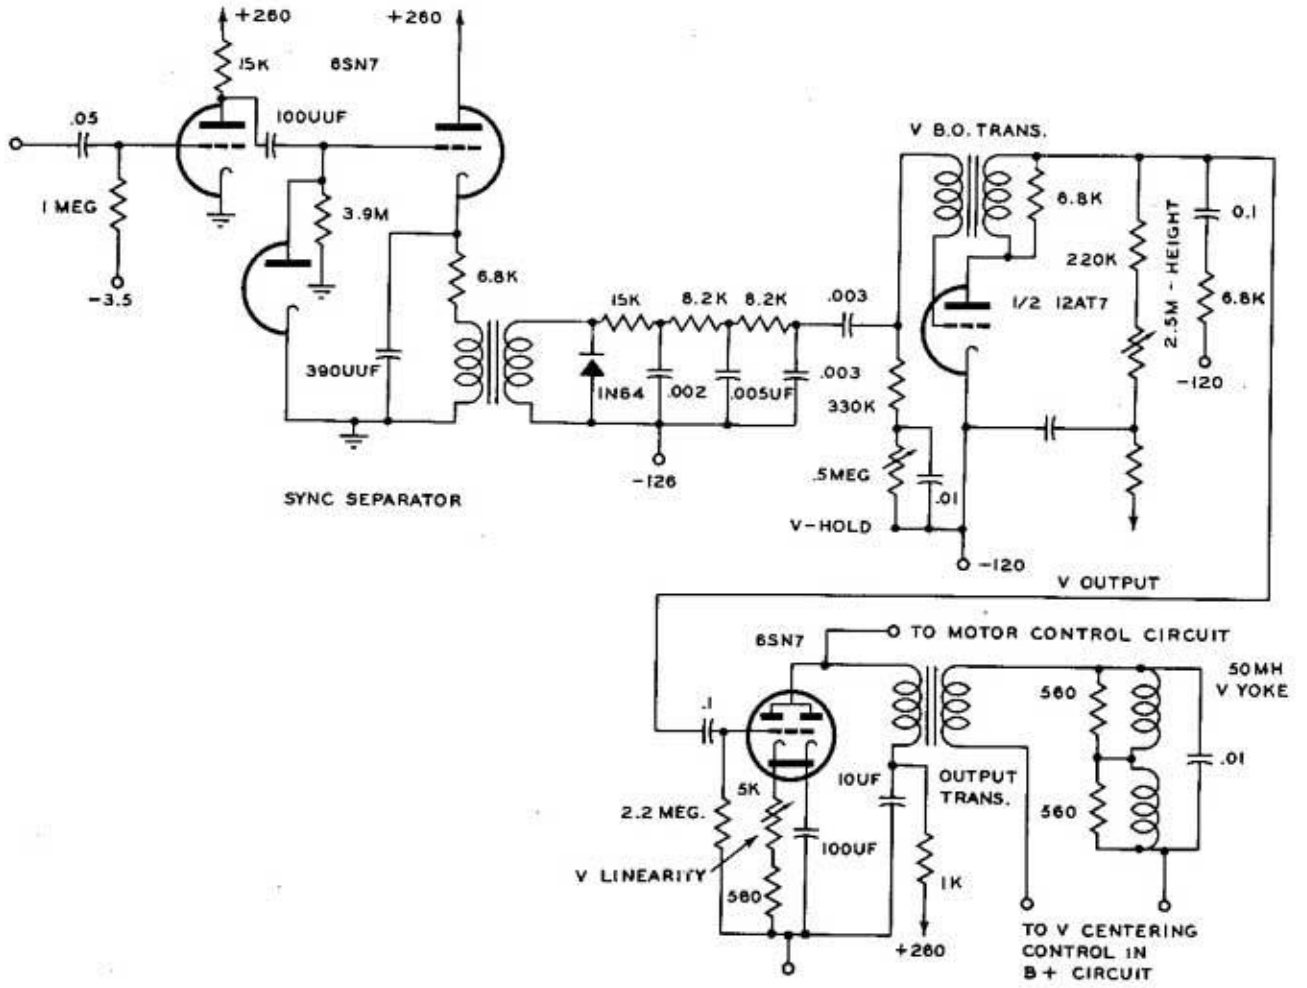 +260
+260
15K
6SN7
.05
100UUF
1 MEG
3.9M
-3.5
6.8K
390UUF
SYNC SEPARATOR
15K
8.2K
8.2K
.003
1N64
.002
.005UF
.003
-126
V B.O. TRANS.
6.8K
0.1
220K
2.5M - HEIGHT
6.8K
1/2 12AT7
-120
330K
.5MEG
.01
V-HOLD
-120
V OUTPUT
6SN7
TO MOTOR CONTROL CIRCUIT
50MH
V YOKE
560
.1
.01
10UF
OUTPUT
TRANS.
5K
560
2.2 MEG.
100UF
V LINEARITY
560
1K
+260
TO V CENTERING
CONTROL IN
B+ CIRCUIT